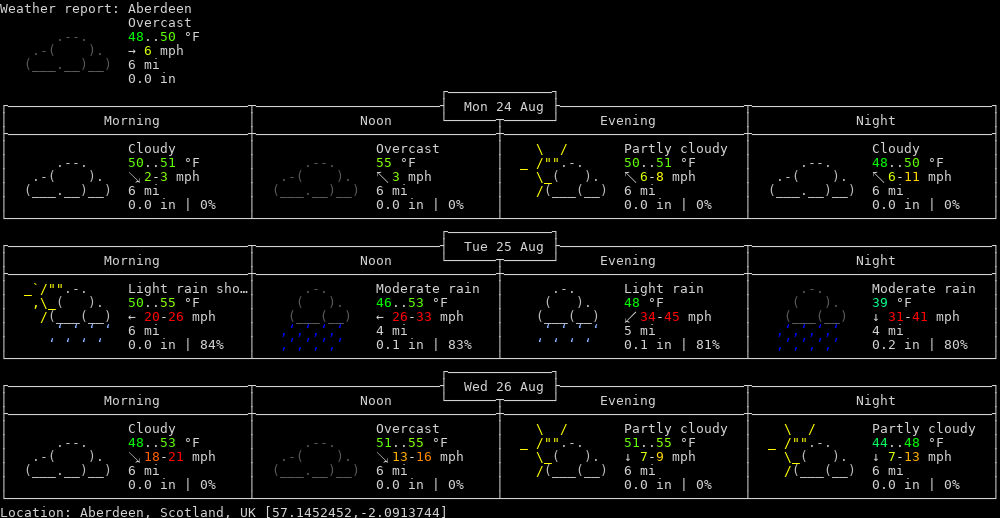 Weather report: Aberdeen
Overcast
48..50 °F
→ 6 mph
6 mi
0.0 in
Mon 24 Aug
Morning Noon Evening Night
Cloudy Overcast Partly cloudy Cloudy
50..51 °F 55 °F 50..51 °F 48..50 °F
↘ 2-3 mph ↖ 3 mph ↖ 6-8 mph ↖ 6-11 mph
6 mi 6 mi 6 mi 6 mi
0.0 in | 0% 0.0 in | 0% 0.0 in | 0% 0.0 in | 0%
Tue 25 Aug
Morning Noon Evening Night
Light rain sho… Moderate rain Light rain Moderate rain
50..55 °F 46..53 °F 48 °F 39 °F
← 20-26 mph ← 26-33 mph ↙ 34-45 mph ↓ 31-41 mph
6 mi 4 mi 5 mi 4 mi
0.0 in | 84% 0.1 in | 83% 0.1 in | 81% 0.2 in | 80%
Wed 26 Aug
Morning Noon Evening Night
Cloudy Overcast Partly cloudy Partly cloudy
48..53 °F 51..55 °F 51..55 °F 44..48 °F
↘ 18-21 mph ↘ 13-16 mph ↓ 7-9 mph ↓ 7-13 mph
6 mi 6 mi 6 mi 6 mi
0.0 in | 0% 0.0 in | 0% 0.0 in | 0% 0.0 in | 0%
Location: Aberdeen, Scotland, UK [57.1452452,-2.0913744]